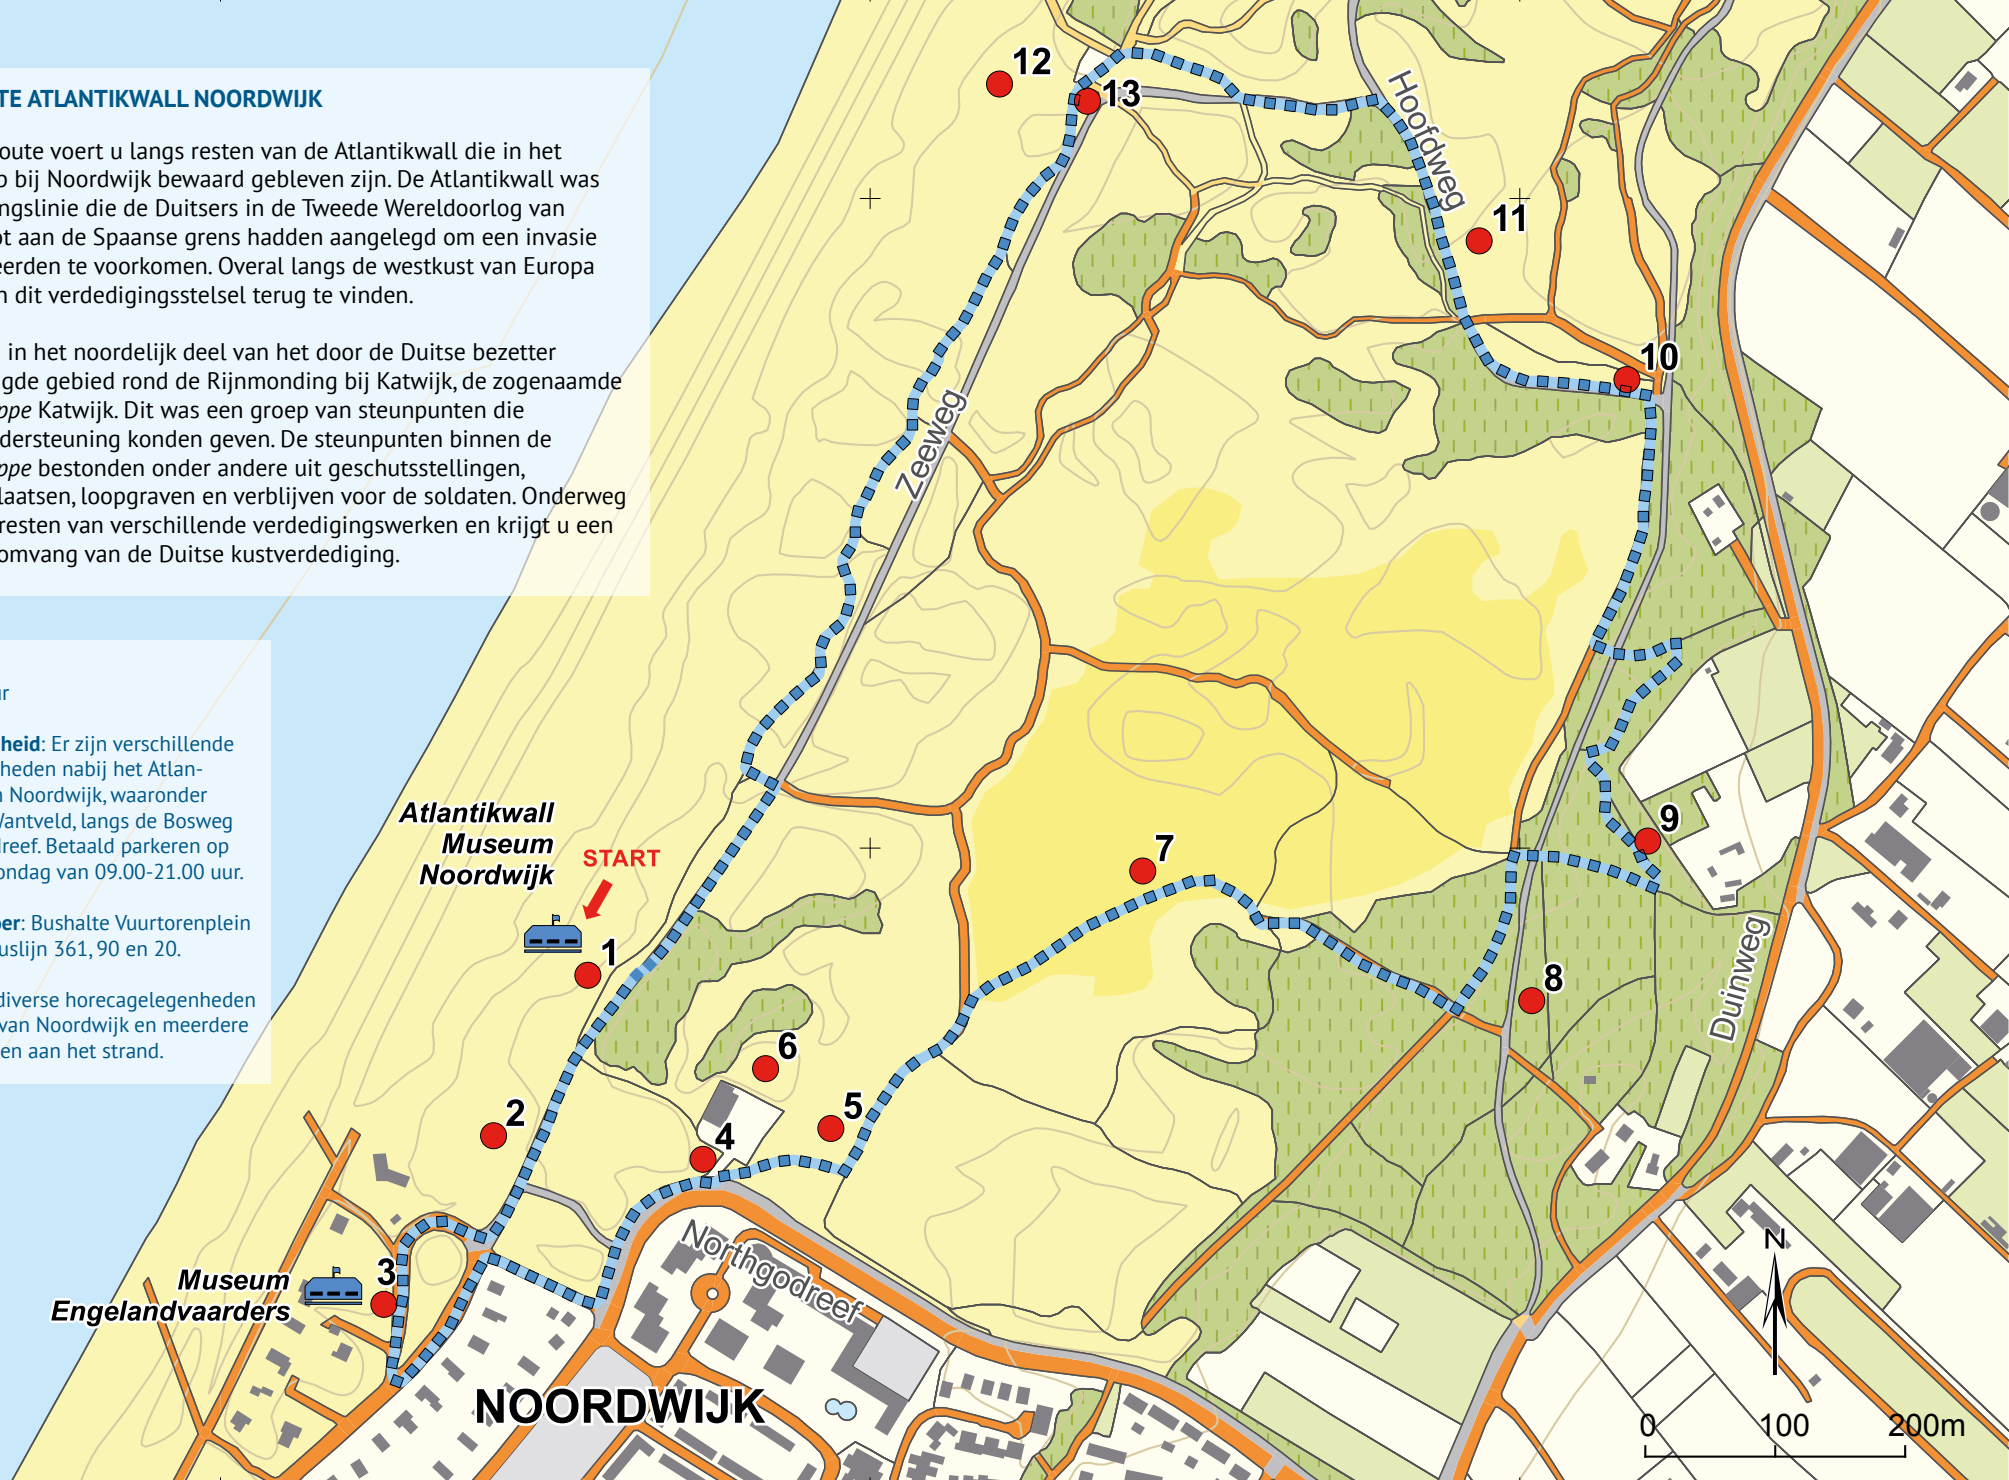 TE ATLANTIKWALL NOORDWIJK
oute voert u langs resten van de Atlantikwall die in het
bij Noordwijk bewaard gebleven zijn. De Atlantikwall was
ngslinie die de Duitsers in de Tweede Wereldoorlog van
ot aan de Spaanse grens hadden aangelegd om een invasie
eerden te voorkomen. Overal langs de westkust van Europa
n dit verdedigingsstelsel terug te vinden.
in het noordelijk deel van het door de Duitse bezetter
igde gebied rond de Rijnmonding bij Katwijk, de zogenaamde
ppe Katwijk. Dit was een groep van steunpunten die
dersteuning konden geven. De steunpunten binnen de
ppe bestonden onder andere uit geschutsstellingen,
laatsen, loopgraven en verblijven voor de soldaten. Onderweg
resten van verschillende verdedigingswerken en krijgt u een
omvang van de Duitse kustverdediging.
ur
heid: Er zijn verschillende
heden nabij het Atlan-
n Noordwijk, waaronder
Wantveld, langs de Bosweg
dreef. Betaald parkeren op
ondag van 09.00-21.00 uur.
per: Bushalte Vuurtorenplein
uslijn 361, 90 en 20.
diverse horecagelegenheden
van Noordwijk en meerdere
en aan het strand.
12
13
Hoofdweg
11
10
Zeeweg
Atlantikwall
Museum
Noordwijk
START
1
7
9
8
Duinweg
6
5
2
4
3
Museum
Engelandvaarders
Northgodreef
NOORDWIJK
N
0 100 200m